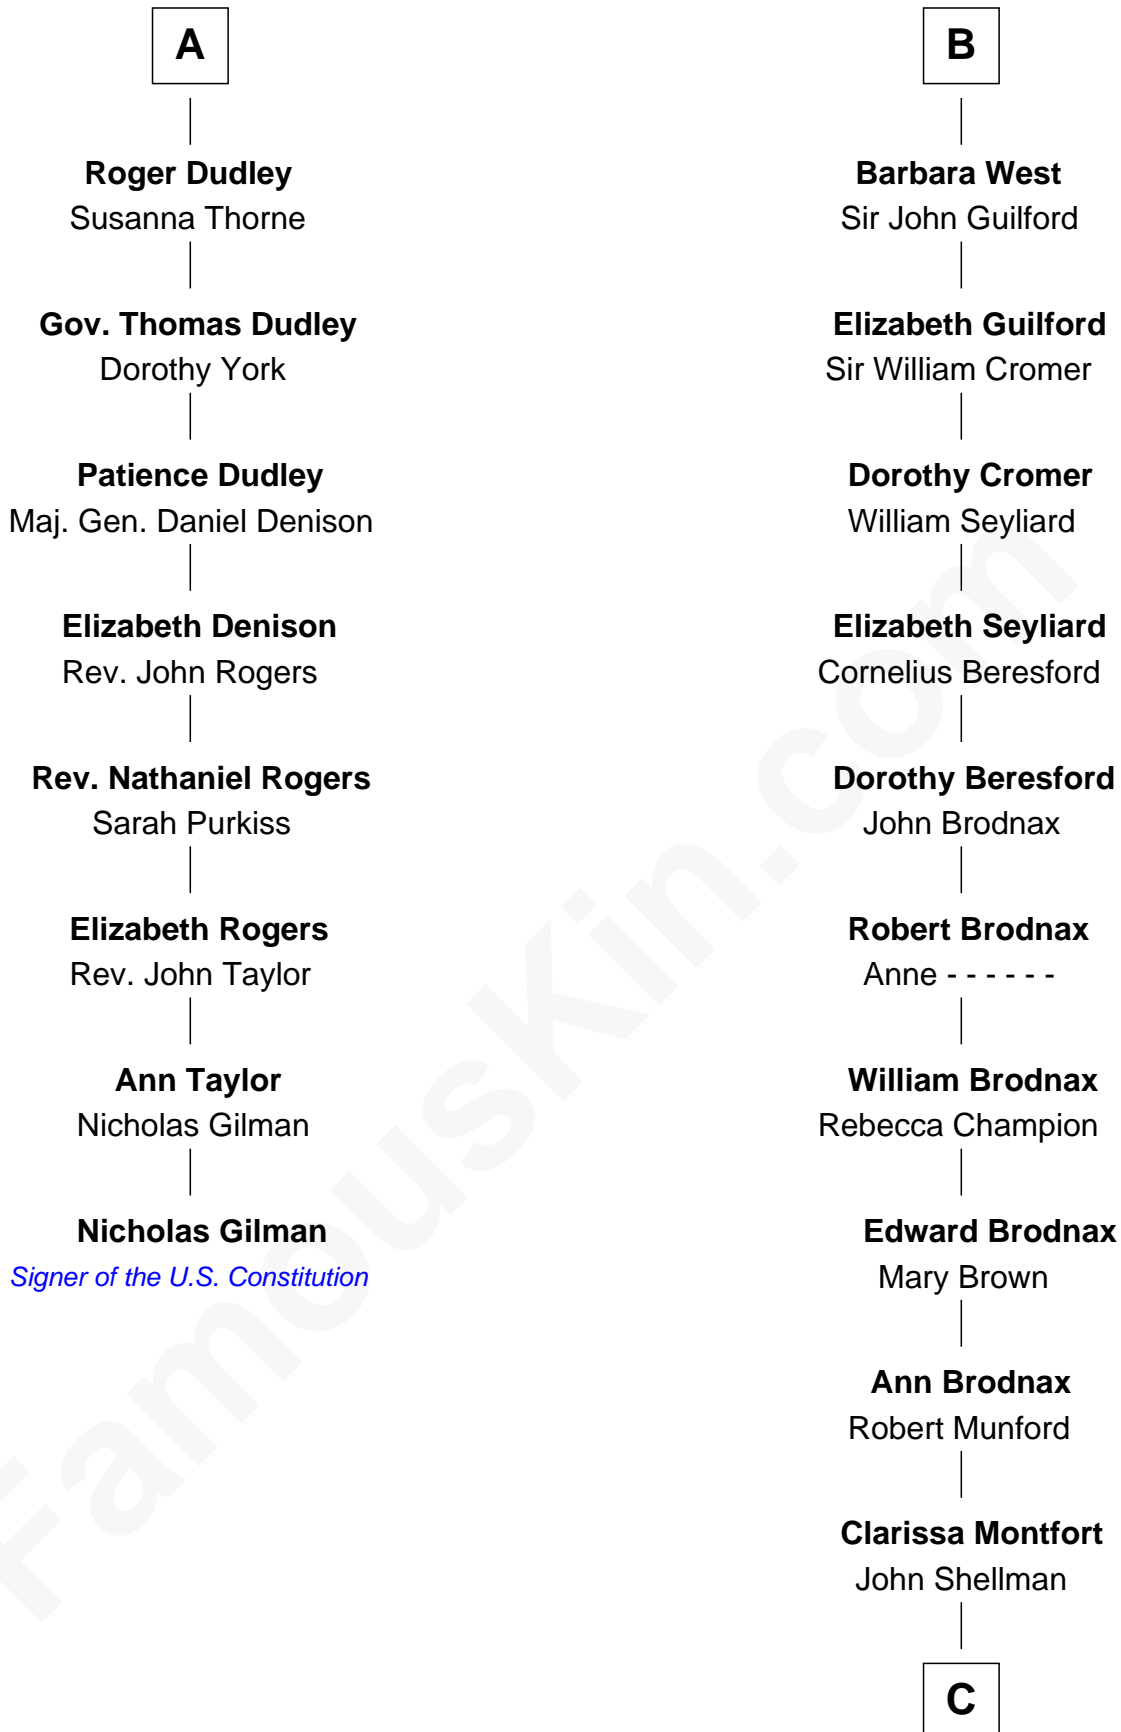 A
Roger Dudley
Susanna Thorne
Gov. Thomas Dudley
Dorothy York
Patience Dudley
Maj. Gen. Daniel Denison
Elizabeth Denison
Rev. John Rogers
Rev. Nathaniel Rogers
Sarah Purkiss
Elizabeth Rogers
Rev. John Taylor
Ann Taylor
Nicholas Gilman
Nicholas Gilman
Signer of the U.S. Constitution
B
Barbara West
Sir John Guilford
Elizabeth Guilford
Sir William Cromer
Dorothy Cromer
William Seyliard
Elizabeth Seyliard
Cornelius Beresford
Dorothy Beresford
John Brodnax
Robert Brodnax
Anne - - - - - -
William Brodnax
Rebecca Champion
Edward Brodnax
Mary Brown
Ann Brodnax
Robert Munford
Clarissa Montfort
John Shellman
C
FamousKin.com